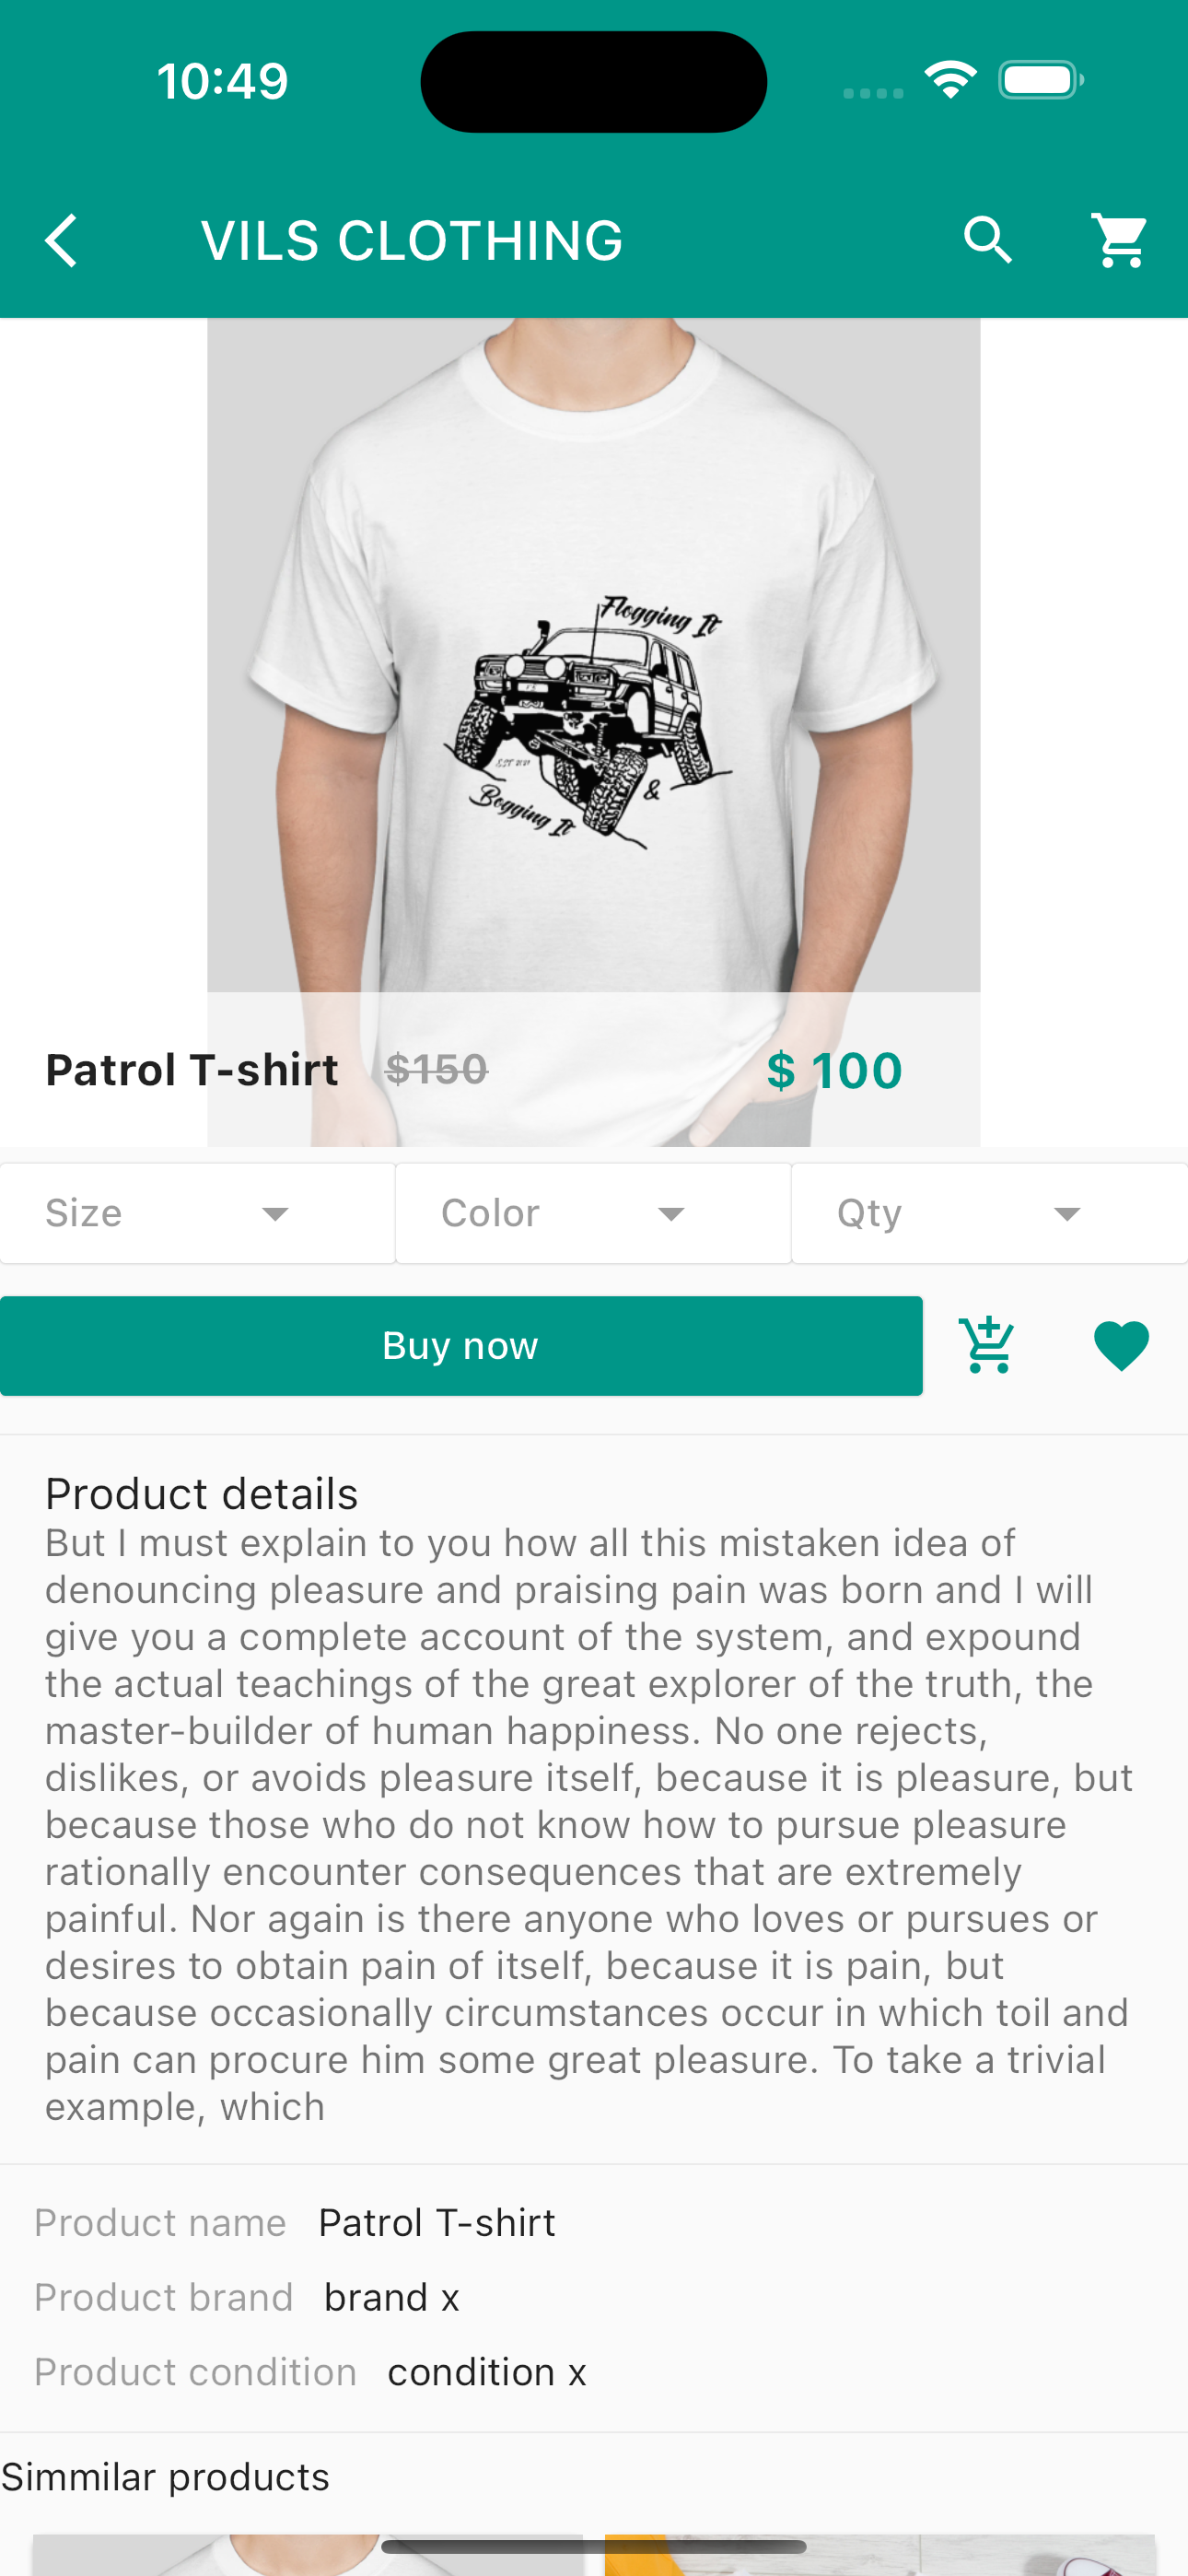 10:49
VILS CLOTHING
Flogging It
EST 2021
&
Bogging It
Patrol T-shirt $150 $ 100
Size Color Qty
Buy now
Product details
But I must explain to you how all this mistaken idea of
denouncing pleasure and praising pain was born and I will
give you a complete account of the system, and expound
the actual teachings of the great explorer of the truth, the
master-builder of human happiness. No one rejects,
dislikes, or avoids pleasure itself, because it is pleasure, but
because those who do not know how to pursue pleasure
rationally encounter consequences that are extremely
painful. Nor again is there anyone who loves or pursues or
desires to obtain pain of itself, because it is pain, but
because occasionally circumstances occur in which toil and
pain can procure him some great pleasure. To take a trivial
example, which
Product name Patrol T-shirt
Product brand brand x
Product condition condition x
Simmilar products